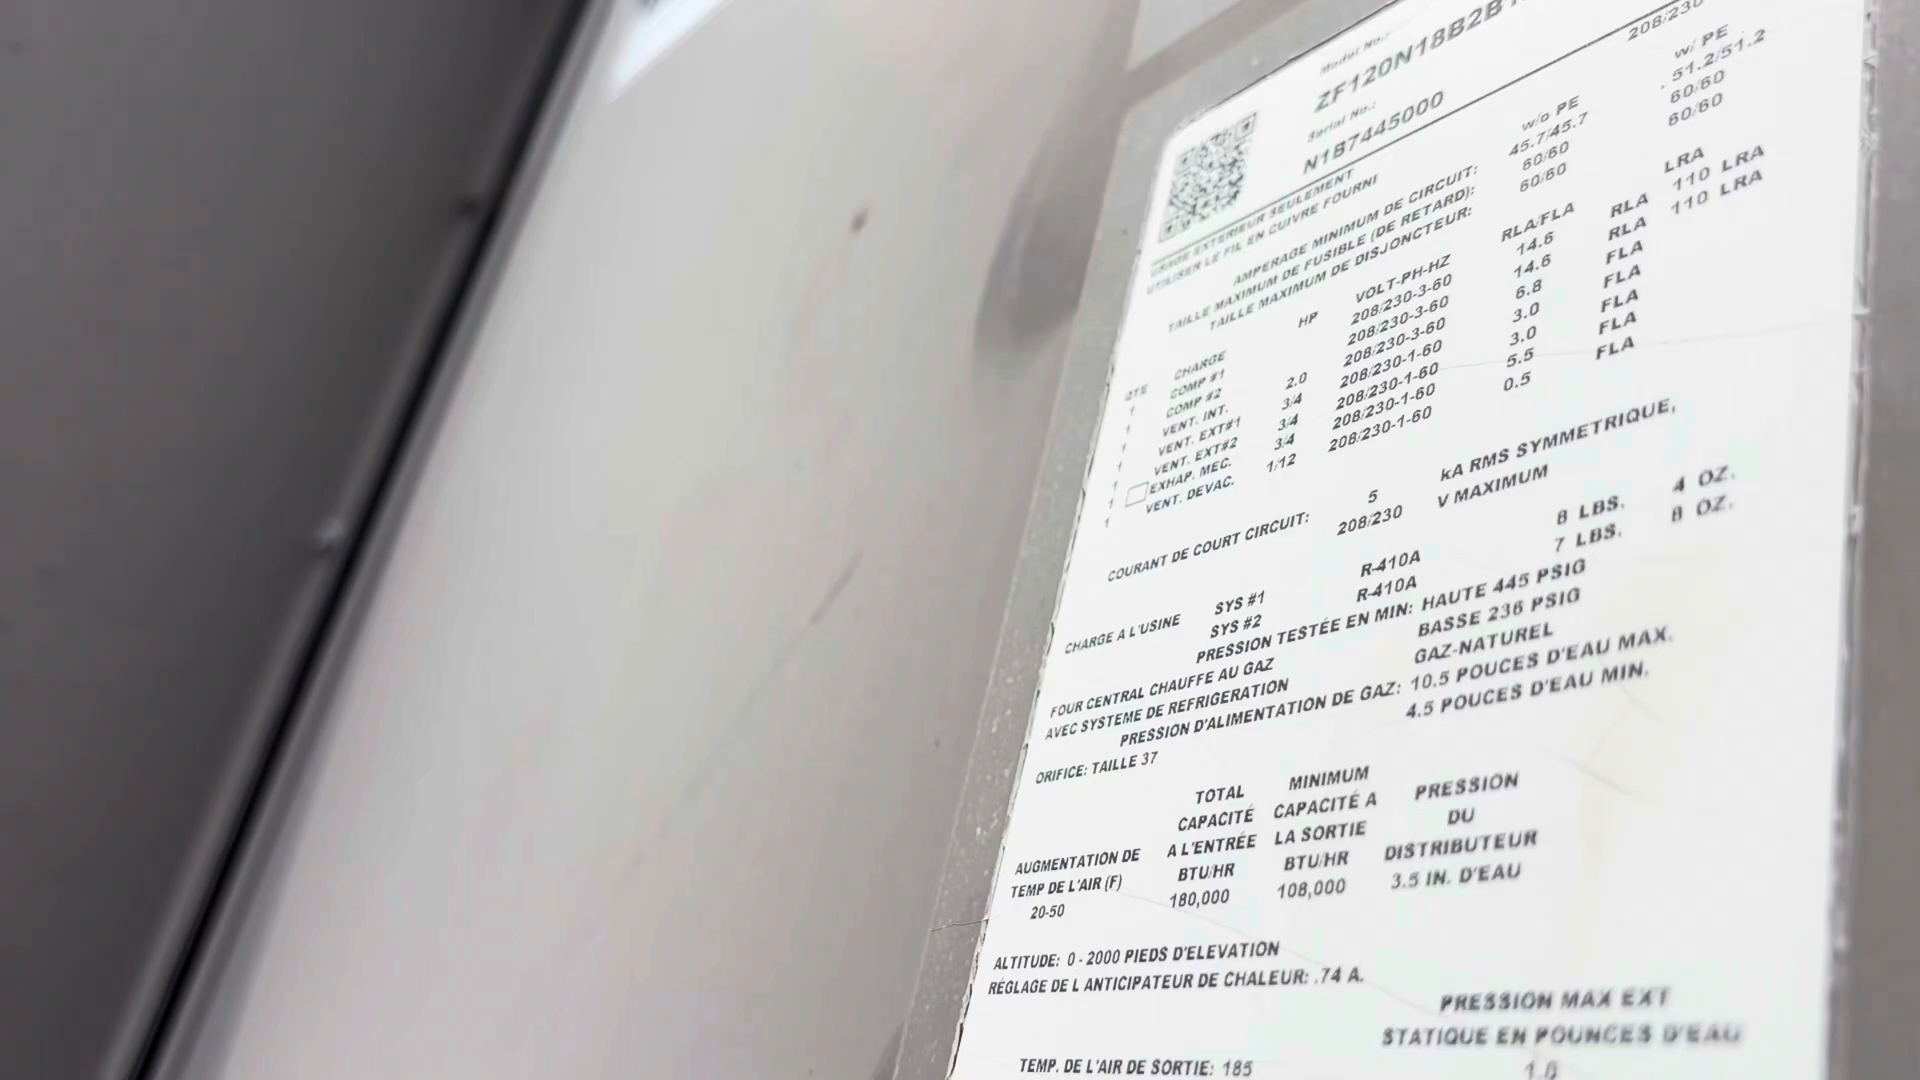 Model No.:
ZF120N18B2B1
Serial No.:
N1B7445000
208/230
USAGE EXTERIEUR SEULEMENT
UTILISER LE FIL EN CUIVRE FOURNI
w/o PE w/ PE
AMPERAGE MINIMUM DE CIRCUIT: 45.7/45.7 51.2/51.2
TAILLE MAXIMUM DE FUSIBLE (DE RETARD): 60/60 60/60
TAILLE MAXIMUM DE DISJONCTEUR: 60/60 60/60
QTE CHARGE HP VOLT-PH-HZ RLA/FLA LRA
1 COMP #1 208/230-3-60 14.6 RLA 110 LRA
1 COMP #2 208/230-3-60 14.6 RLA 110 LRA
1 VENT. INT. 2.0 208/230-3-60 6.8 FLA
1 VENT. EXT#1 3/4 208/230-1-60 3.0 FLA
1 VENT. EXT#2 3/4 208/230-1-60 3.0 FLA
1 EXHAP. MEC. 3/4 208/230-1-60 5.5 FLA
1 VENT. DEVAC. 1/12 208/230-1-60 0.5 FLA
COURANT DE COURT CIRCUIT: 5 kA RMS SYMMETRIQUE,
208/230 V MAXIMUM
CHARGE A L'USINE SYS #1 R-410A 8 LBS. 4 OZ.
SYS #2 R-410A 7 LBS. 8 OZ.
PRESSION TESTÉE EN MIN: HAUTE 445 PSIG
BASSE 236 PSIG
FOUR CENTRAL CHAUFFE AU GAZ GAZ-NATUREL
AVEC SYSTEME DE REFRIGERATION
PRESSION D'ALIMENTATION DE GAZ: 10.5 POUCES D'EAU MAX.
4.5 POUCES D'EAU MIN.
ORIFICE: TAILLE 37
TOTAL MINIMUM PRESSION
CAPACITÉ CAPACITÉ A DU
AUGMENTATION DE A L'ENTRÉE LA SORTIE DISTRIBUTEUR
TEMP DE L'AIR (F) BTU/HR BTU/HR 3.5 IN. D'EAU
20-50 180,000 108,000
ALTITUDE: 0 - 2000 PIEDS D'ELEVATION
RÉGLAGE DE L ANTICIPATEUR DE CHALEUR: .74 A.
PRESSION MAX EXT
STATIQUE EN POUNCES D'EAU
TEMP. DE L'AIR DE SORTIE: 185